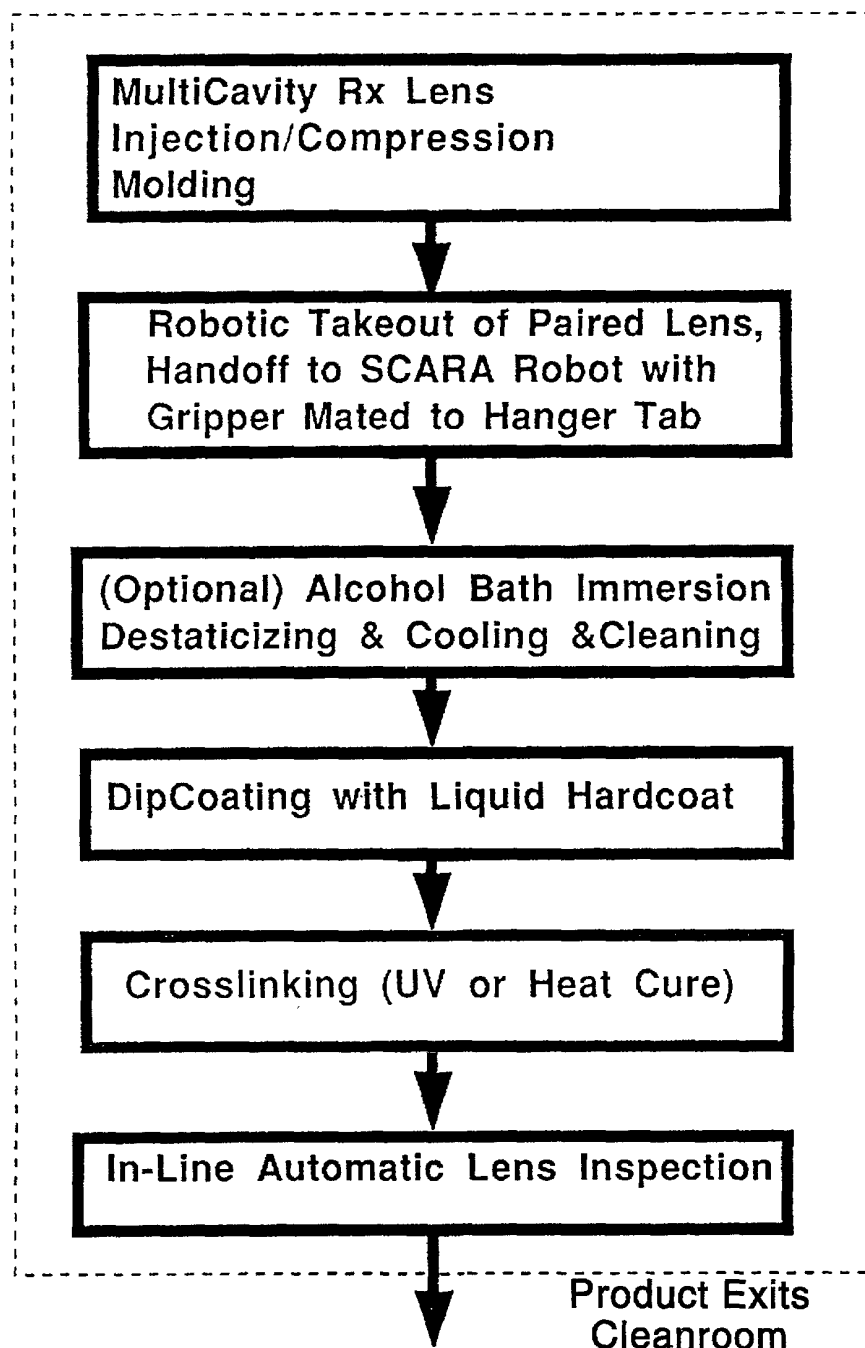 MultiCavity Rx Lens
Injection/Compression
Molding
Robotic Takeout of Paired Lens,
Handoff to SCARA Robot with
Gripper Mated to Hanger Tab
(Optional) Alcohol Bath Immersion
Destaticizing & Cooling &Cleaning
DipCoating with Liquid Hardcoat
Crosslinking (UV or Heat Cure)
In-Line Automatic Lens Inspection
Product Exits
Cleanroom